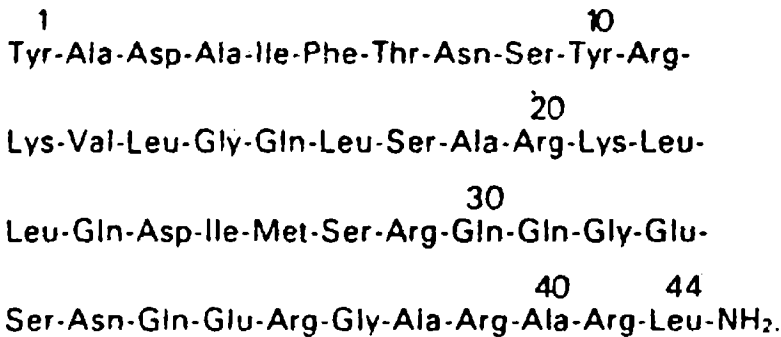 1 10
Tyr-Ala-Asp-Ala-Ile-Phe-Thr-Asn-Ser-Tyr-Arg-
20
Lys-Val-Leu-Gly-Gln-Leu-Ser-Ala-Arg-Lys-Leu-
30
Leu-Gln-Asp-Ile-Met-Ser-Arg-Gln-Gln-Gly-Glu-
40 44
Ser-Asn-Gln-Glu-Arg-Gly-Ala-Arg-Ala-Arg-Leu-NH₂.